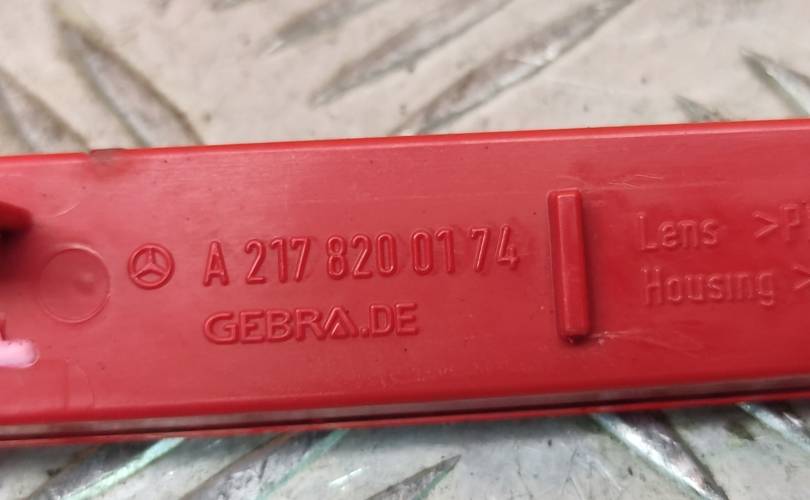 A 217 820 01 74
GEBRA.DE
Lens
Housing >